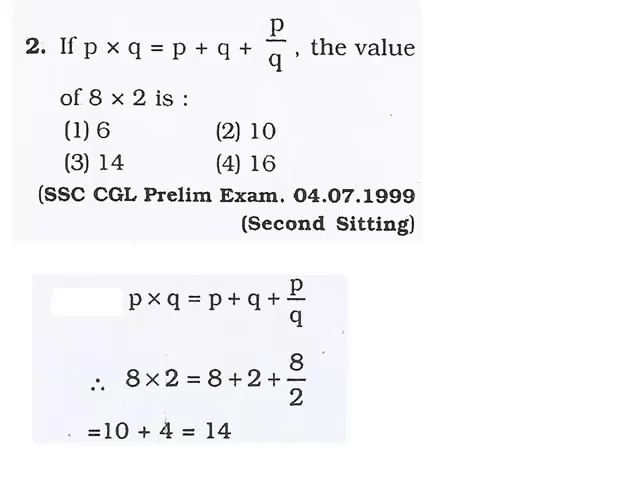 2. If p × q = p + q + p/q, the value
of 8 × 2 is :
(1) 6 (2) 10
(3) 14 (4) 16
(SSC CGL Prelim Exam. 04.07.1999
(Second Sitting)
p × q = p + q + p/q
∴ 8 × 2 = 8 + 2 + 8/2
=10 + 4 = 14